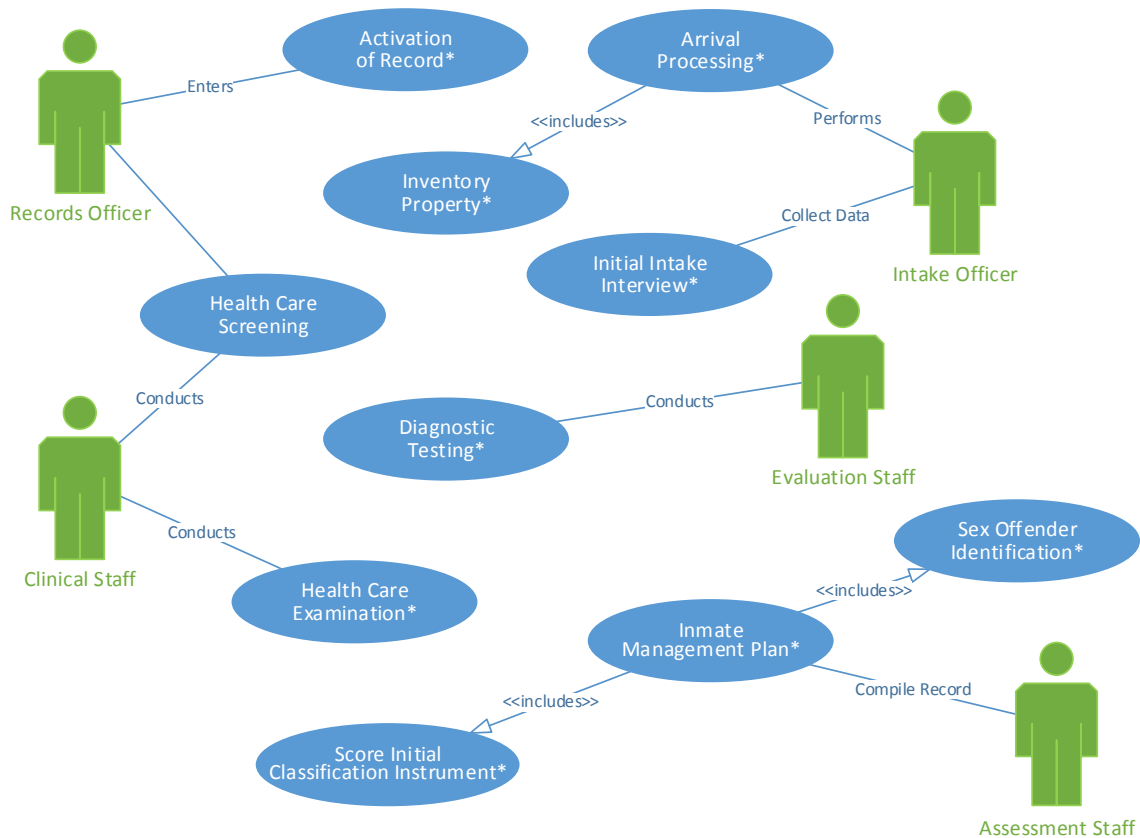 Activation
of Record*
Arrival
Processing*
Enters
<<includes>>
Performs
Inventory
Property*
Records Officer
Collect Data
Initial Intake
Interview*
Intake Officer
Health Care
Screening
Conducts
Conducts
Diagnostic
Testing*
Evaluation Staff
Conducts
Sex Offender
Identification*
Clinical Staff
Health Care
Examination*
<<includes>>
Inmate
Management Plan*
Compile Record
<<includes>>
Score Initial
Classification Instrument*
Assessment Staff